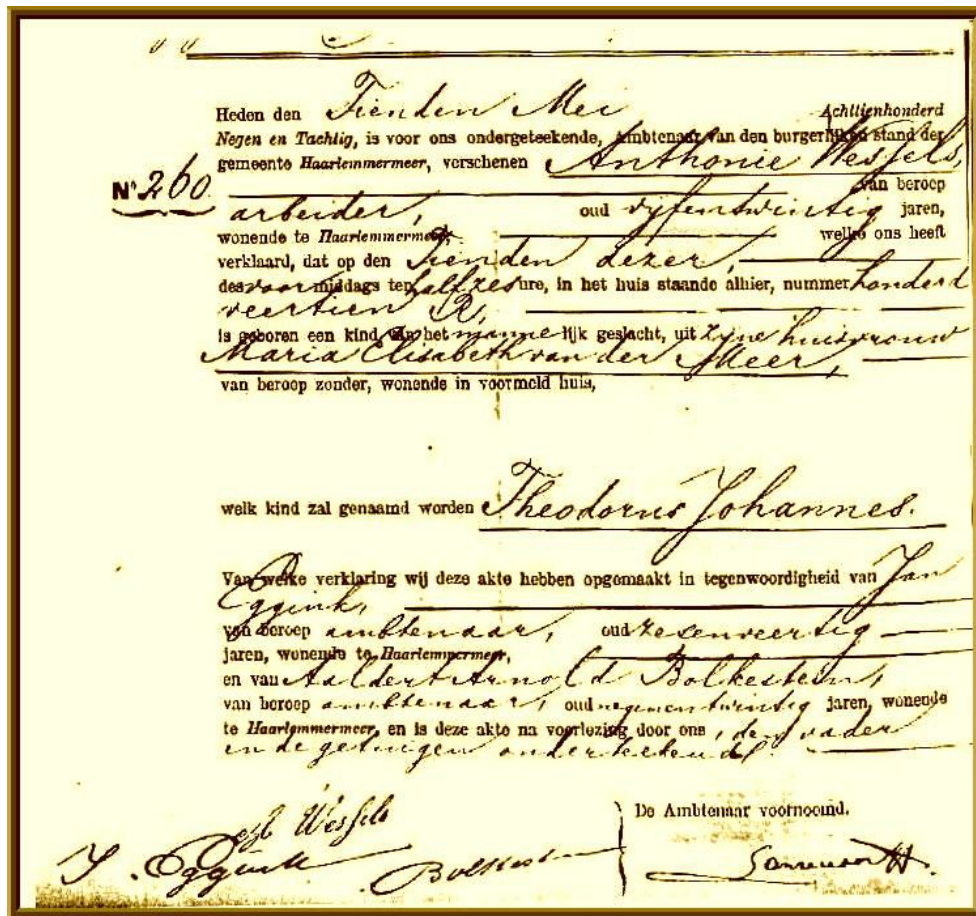 Heden den Tienden Mei Achttienhonderd
Negen en Tachtig, is voor ons ondergeteekende, Ambtenaar van den burgerlijken stand der
gemeente Haarlemmermeer, verschenen Anthonie Wessels,
No 260.
van beroep
arbeider, oud vijfentwintig jaren,
wonende te Haarlemmermeer, welke ons heeft
verklaard, dat op den Tienden dezer,
des voormiddags ten half zes ure, in het huis staande alhier, nummer honderd
veertien R,
is geboren een kind van het mannelijk geslacht, uit zijne huisvrouw
Maria Elisabeth van der Meer,
van beroep zonder, wonende in voormeld huis,
welk kind zal genaamd worden Theodorus Johannes.
Van welke verklaring wij deze akte hebben opgemaakt in tegenwoordigheid van Jan
Eggink,
van beroep ambtenaar, oud zesenveertig
jaren, wonende te Haarlemmermeer,
en van Aaldert Arnold Bolkestein,
van beroep ambtenaar, oud negenentwintig jaren, wonende
te Haarlemmermeer, en is deze akte na voorlezing door ons, den vader
en de getuigen onderteekend.
De Ambtenaar voornoemd.
Wessels
J. Eggink Bolkestein